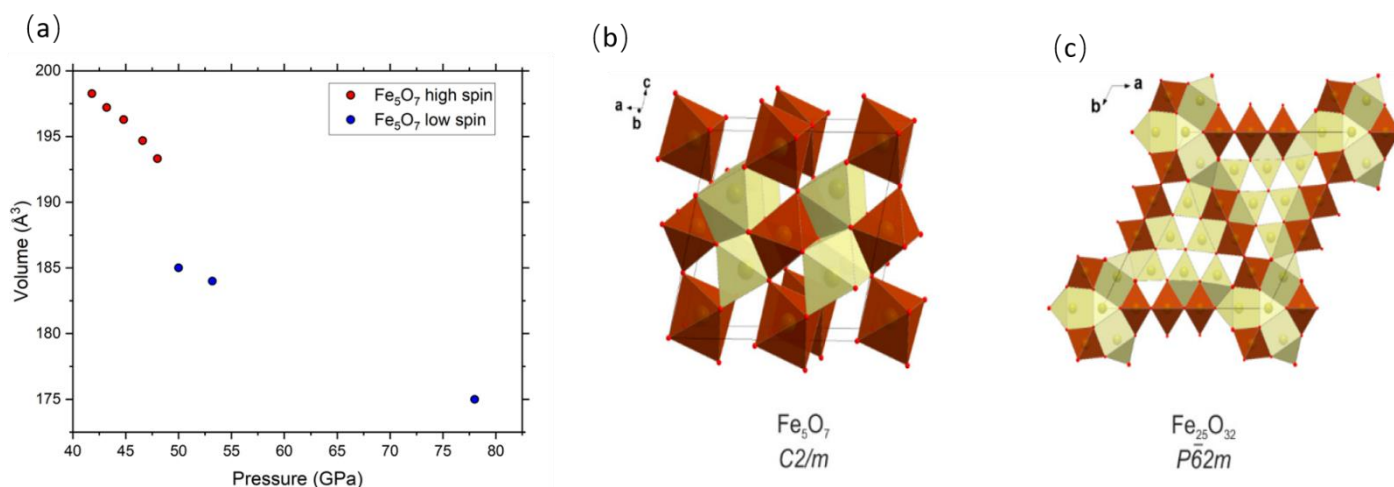 (a)
200
195
190
185
180
175
40 45 50 55 60 65 70 75 80
Volume (Å³)
Pressure (GPa)
Fe₅O₇ high spin
Fe₅O₇ low spin
(b)
c
a
b
Fe₅O₇
C2/m
(c)
a
b
Fe₂₅O₃₂
P6̄2m